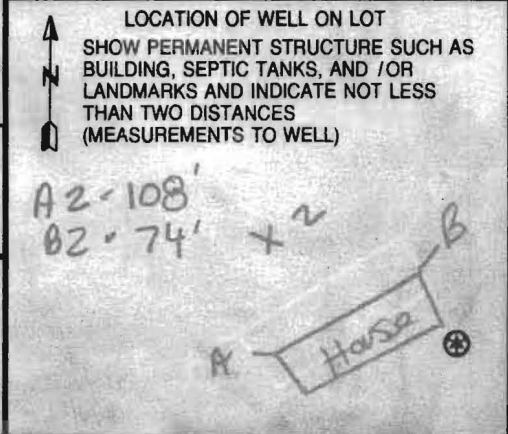 LOCATION OF WELL ON LOT
SHOW PERMANENT STRUCTURE SUCH AS
BUILDING, SEPTIC TANKS, AND /OR
LANDMARKS AND INDICATE NOT LESS
THAN TWO DISTANCES
(MEASUREMENTS TO WELL)
N
A2-108'
B2-74' x 2
B
A
House